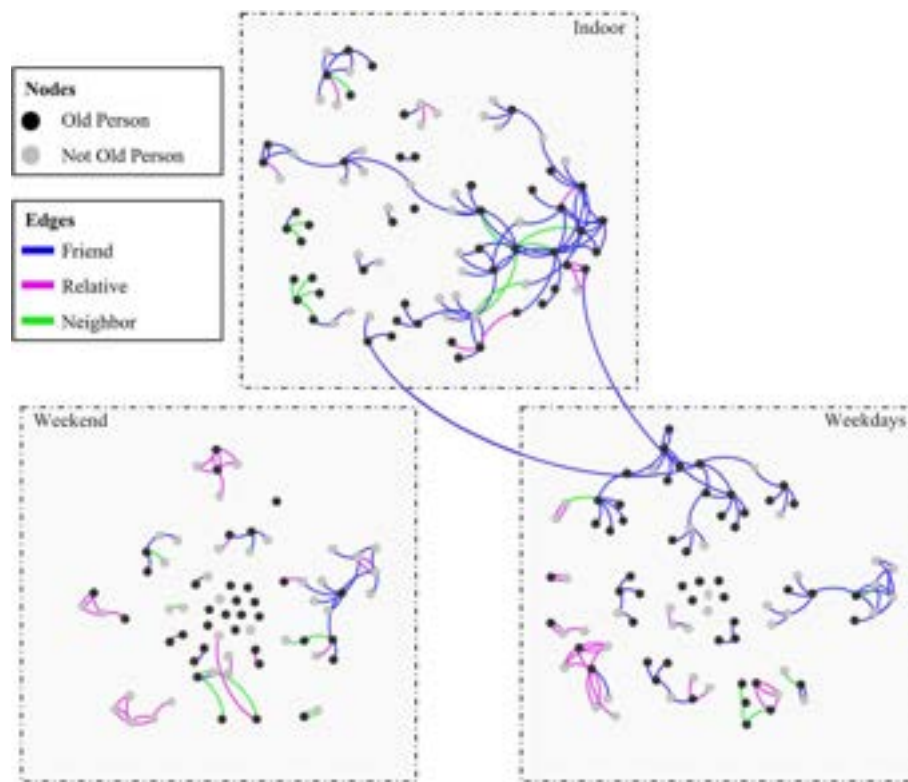 Indoor
Nodes
Old Person
Not Old Person
Edges
Friend
Relative
Neighbor
Weekend
Weekdays